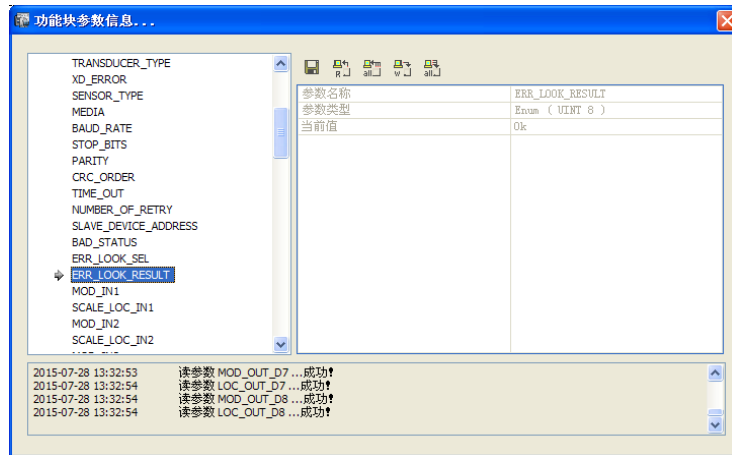 功能块参数信息...
TRANSDUCER_TYPE
XD_ERROR
SENSOR_TYPE
MEDIA
BAUD_RATE
STOP_BITS
PARITY
CRC_ORDER
TIME_OUT
NUMBER_OF_RETRY
SLAVE_DEVICE_ADDRESS
BAD_STATUS
ERR_LOOK_SEL
ERR_LOOK_RESULT
MOD_IN1
SCALE_LOC_IN1
MOD_IN2
SCALE_LOC_IN2
R all w all
参数名称 ERR_LOOK_RESULT
参数类型 Enum ( UINT 8 )
当前值 Ok
2015-07-28 13:32:53 读参数 MOD_OUT_D7 ...成功!
2015-07-28 13:32:54 读参数 LOC_OUT_D7 ...成功!
2015-07-28 13:32:54 读参数 MOD_OUT_D8 ...成功!
2015-07-28 13:32:54 读参数 LOC_OUT_D8 ...成功!